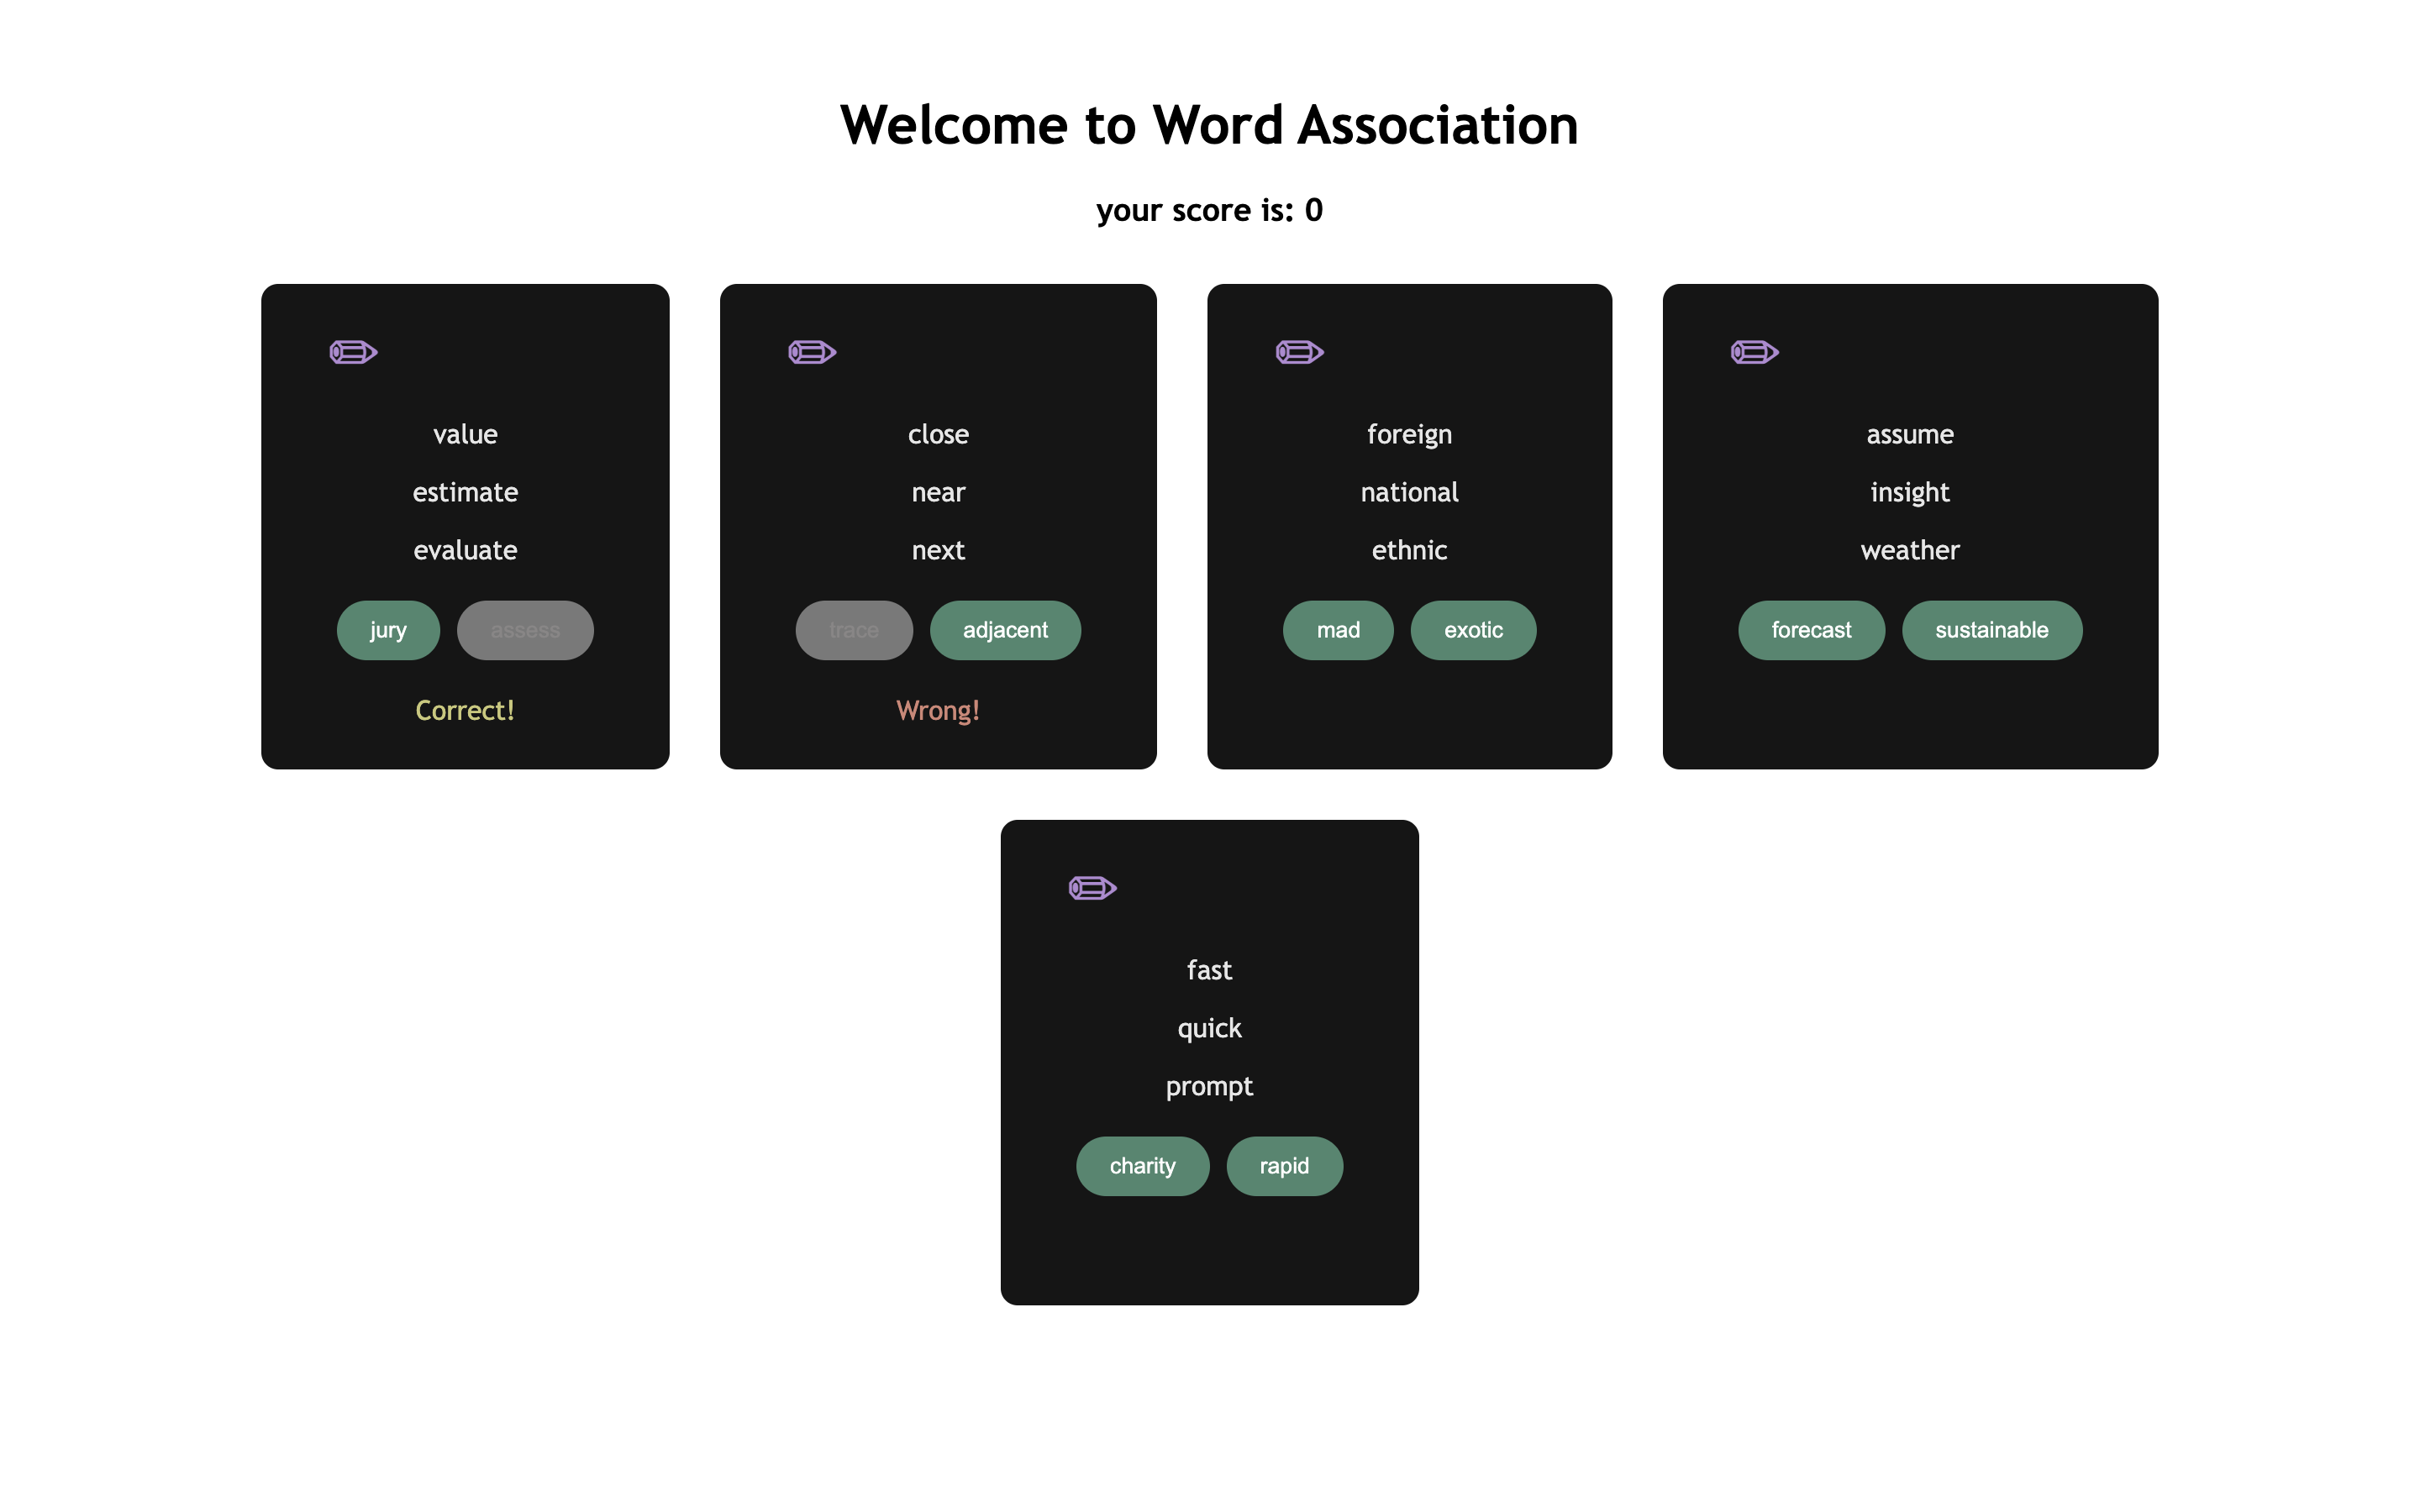 Welcome to Word Association
your score is: 0
value
estimate
evaluate
jury assess
Correct!
close
near
next
trace adjacent
Wrong!
foreign
national
ethnic
mad exotic
assume
insight
weather
forecast sustainable
fast
quick
prompt
charity rapid